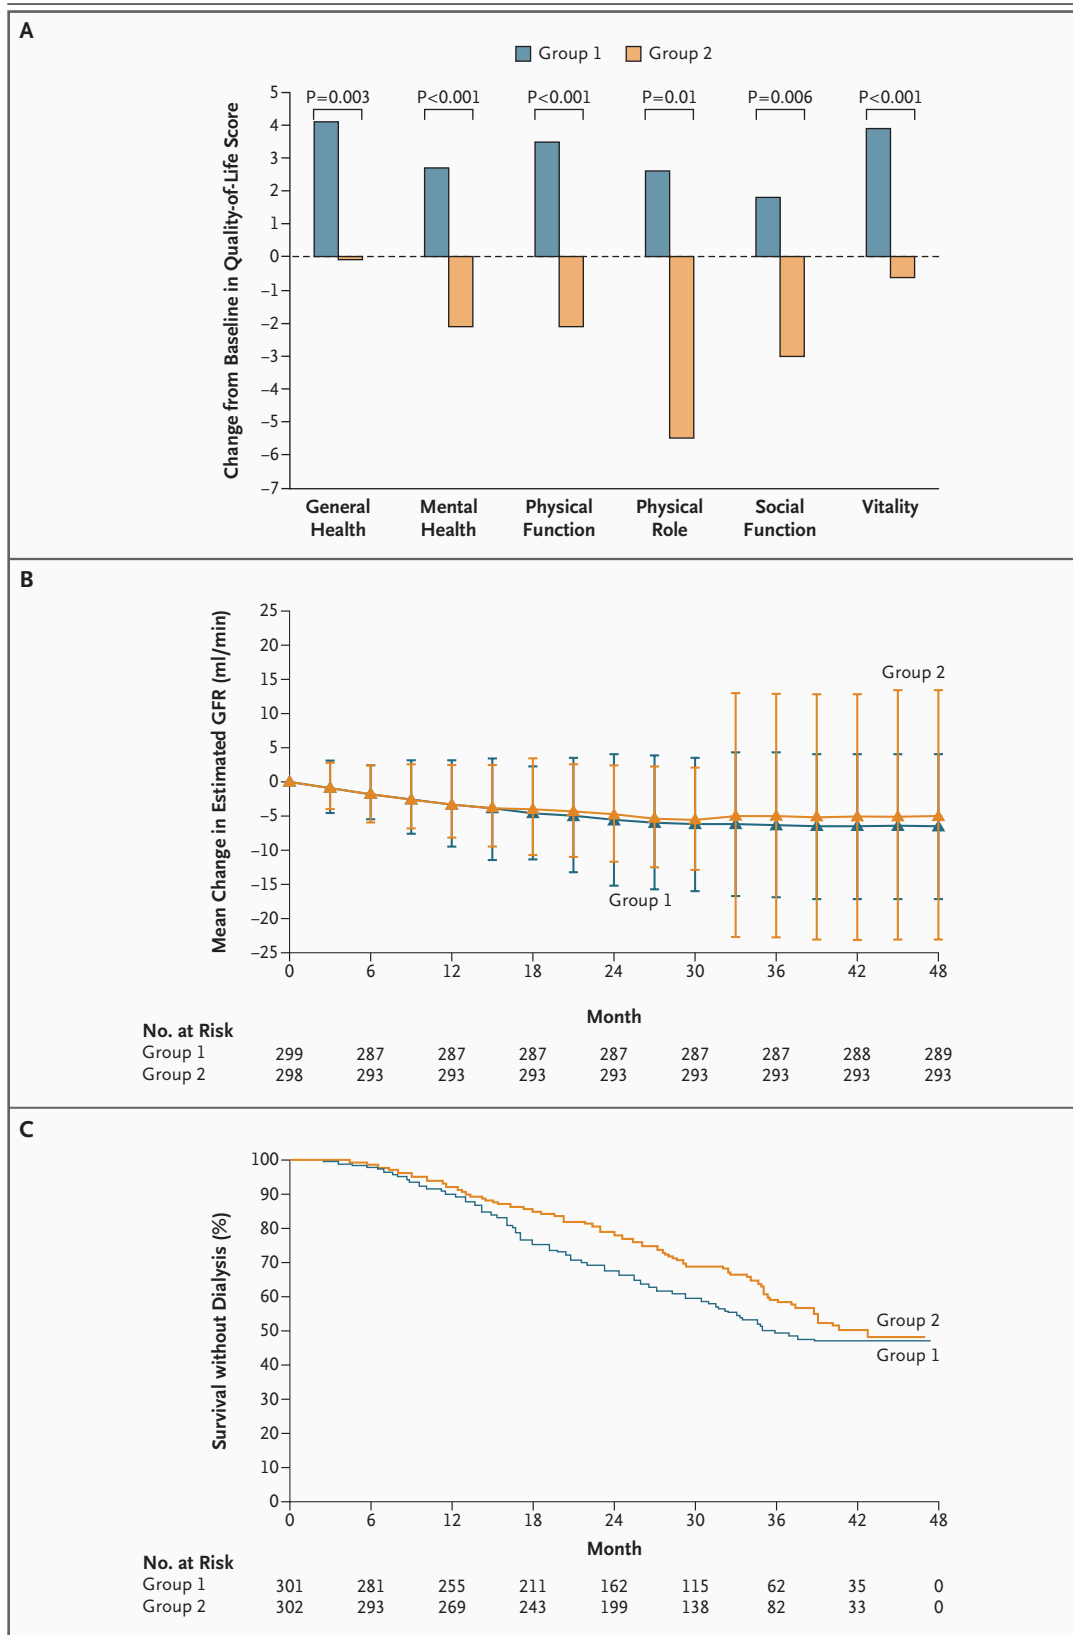 A
Group 1 Group 2
Change from Baseline in Quality-of-Life Score
P=0.003 P<0.001 P<0.001 P=0.01 P=0.006 P<0.001
5
4
3
2
1
0
–1
–2
–3
–4
–5
–6
–7
General Mental Physical Physical Social Vitality
Health Health Function Role Function
B
Mean Change in Estimated GFR (ml/min)
25
20
15
10
5
0
–5
–10
–15
–20
–25
Group 2
Group 1
0 6 12 18 24 30 36 42 48
Month
No. at Risk
Group 1 299 287 287 287 287 287 287 288 289
Group 2 298 293 293 293 293 293 293 293 293
C
Survival without Dialysis (%)
100
90
80
70
60
50
40
30
20
10
0
Group 2
Group 1
0 6 12 18 24 30 36 42 48
Month
No. at Risk
Group 1 301 281 255 211 162 115 62 35 0
Group 2 302 293 269 243 199 138 82 33 0